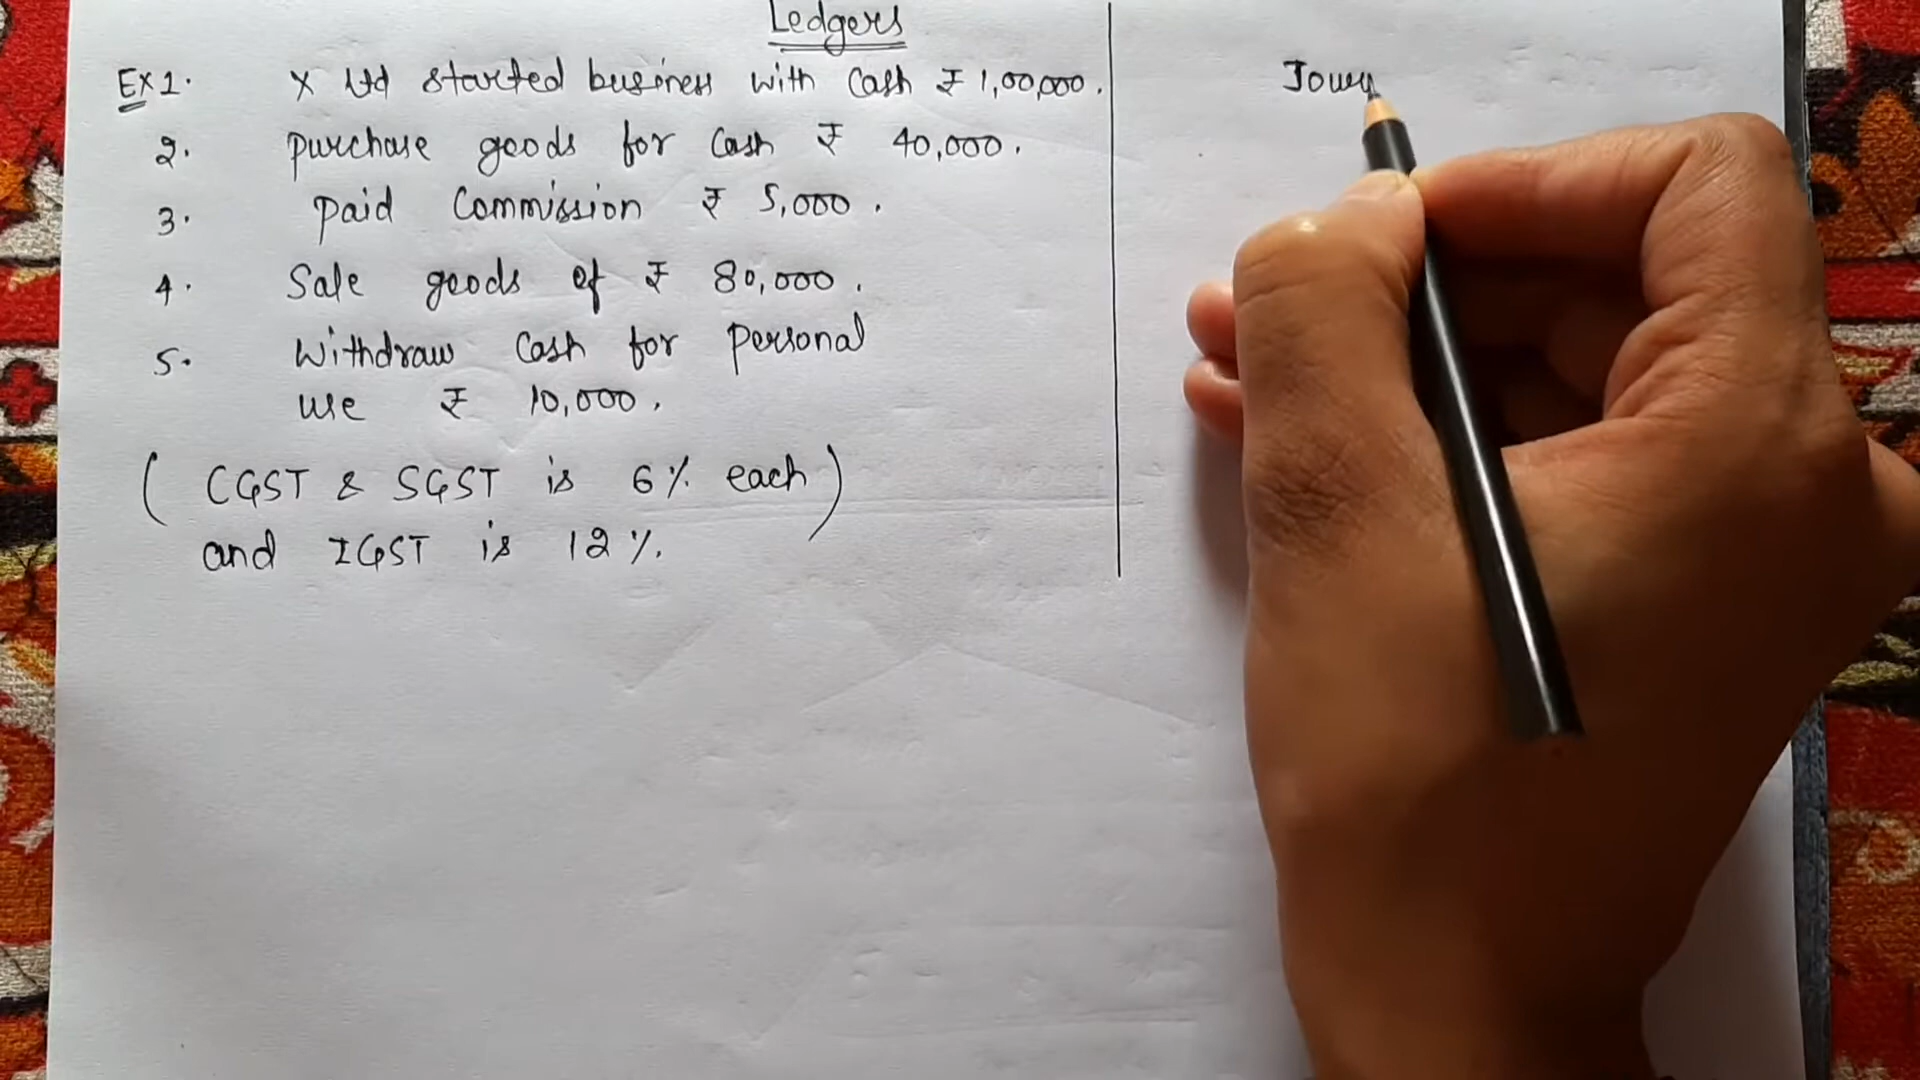 Ledgers
Ex 1. X Ltd started business with Cash ₹ 1,00,000.
2. Purchase goods for Cash ₹ 40,000.
3. Paid Commission ₹ 5,000.
4. Sale goods of ₹ 80,000.
5. Withdraw Cash for Personal
use ₹ 10,000.
( CGST & SGST is 6% each )
and IGST is 12%.
Journ